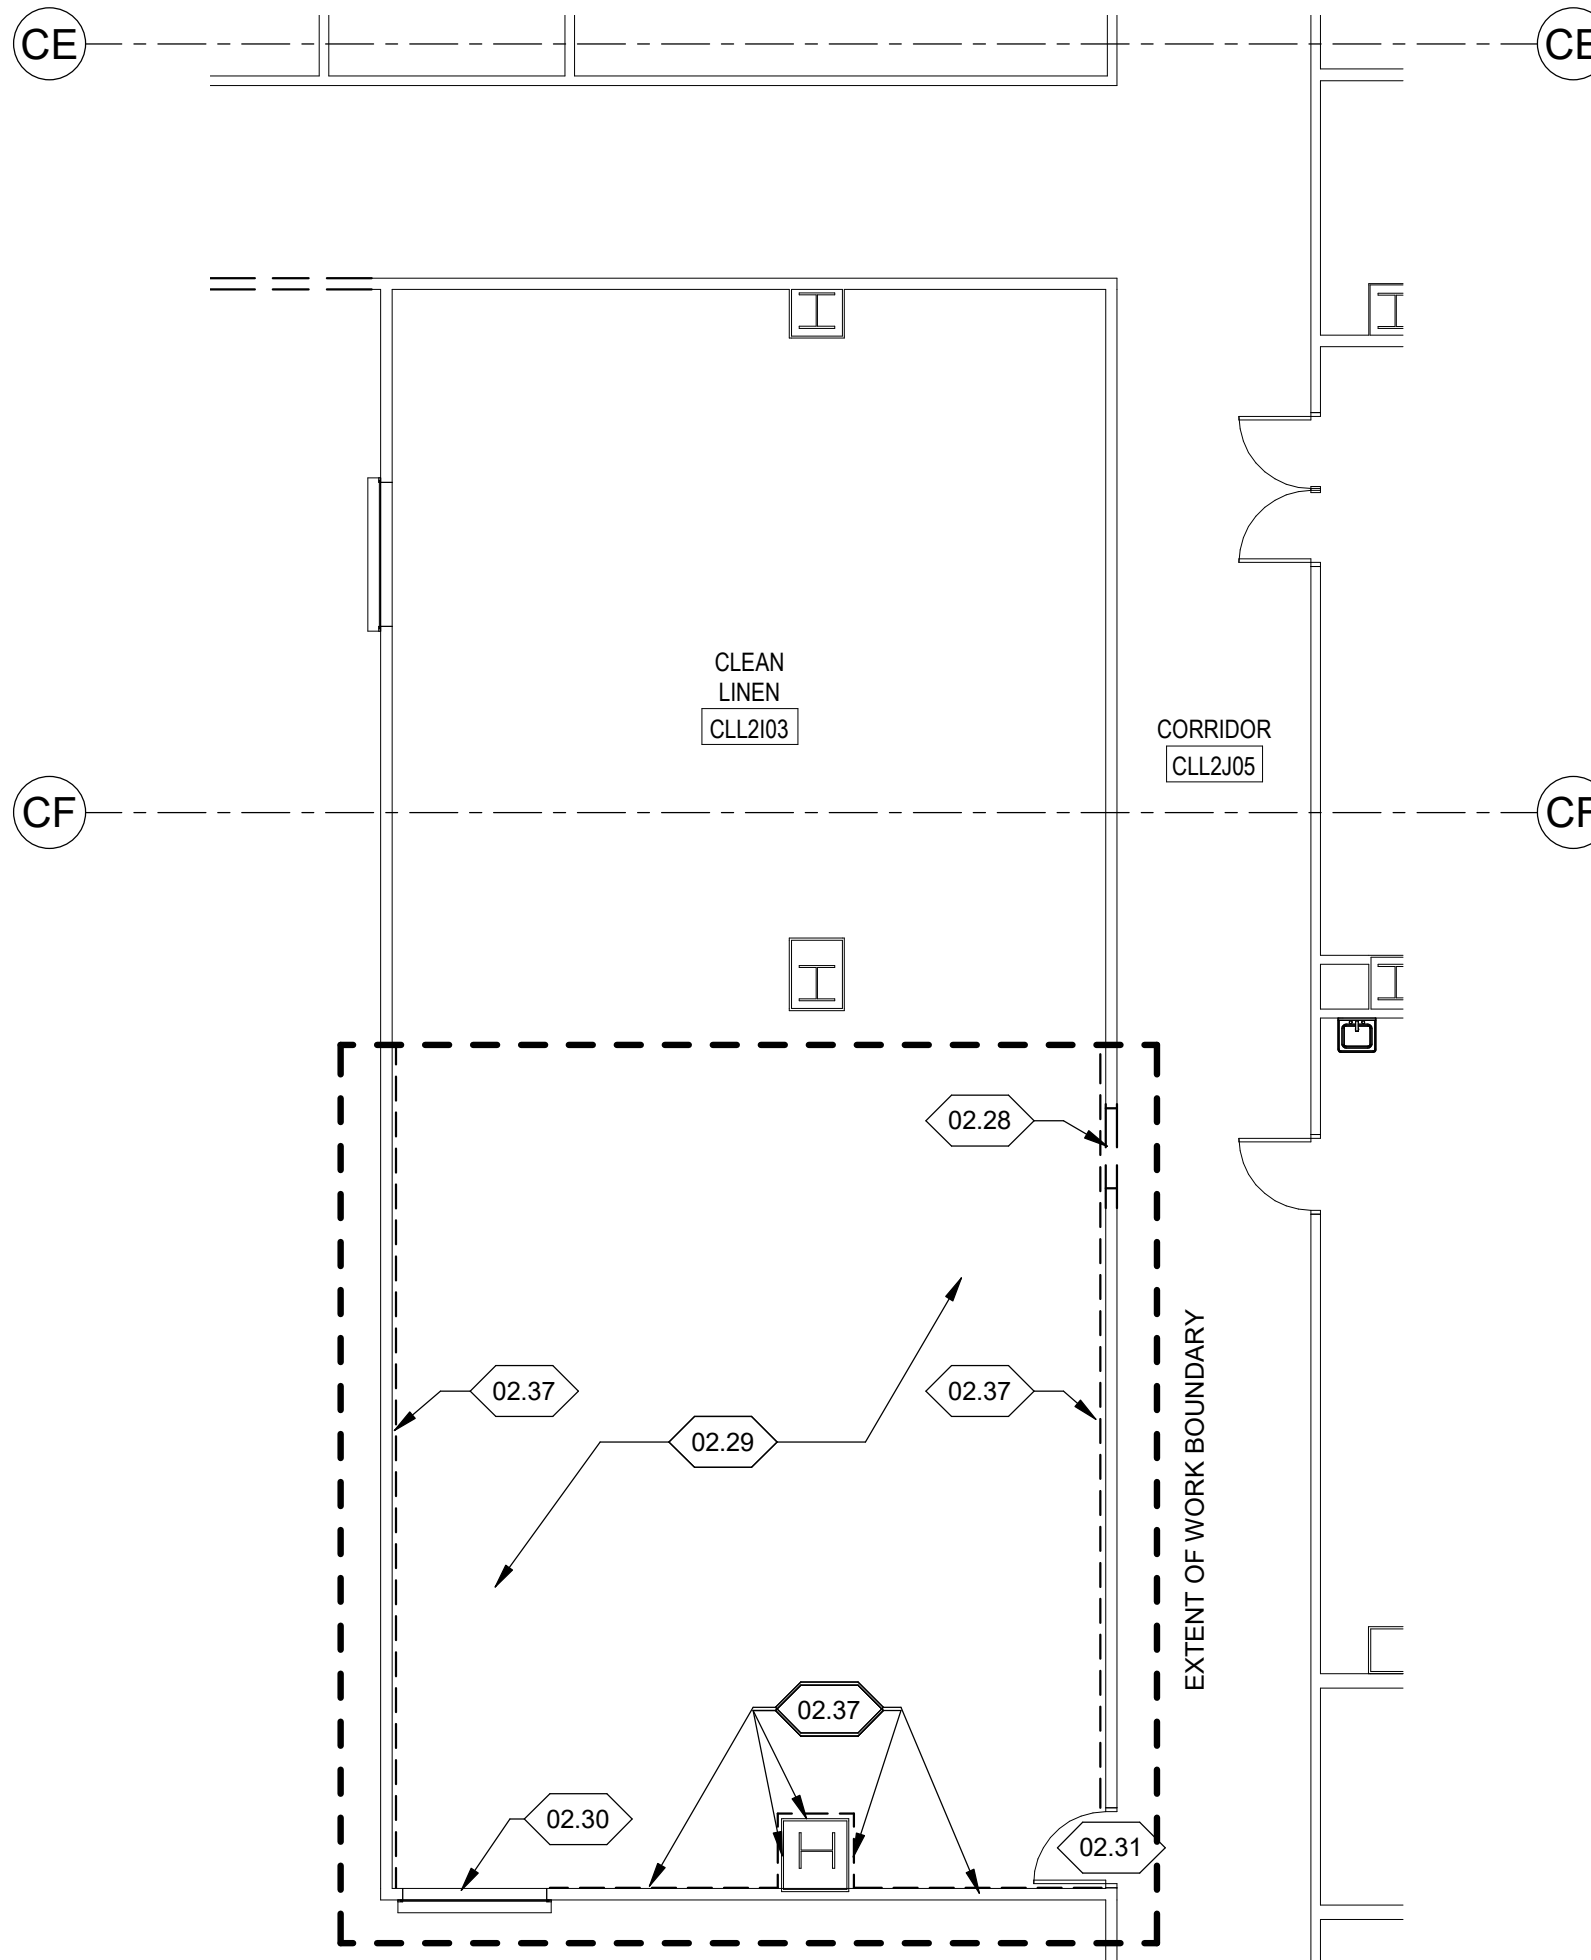 CE
CE
CLEAN
LINEN
CLL2I03
CORRIDOR
CLL2J05
CF
CF
02.28
02.37
02.37
02.29
EXTENT OF WORK BOUNDARY
02.37
02.30
02.31